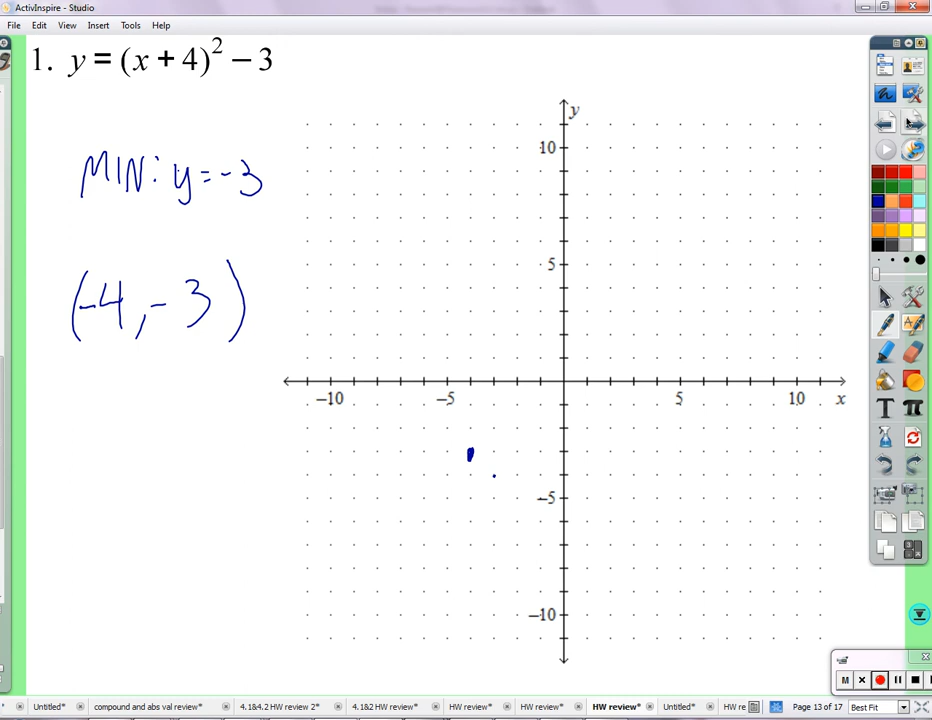 ActivInspire - Studio
File Edit View Insert Tools Help
1. y = (x + 4)² − 3
MIN: y = -3
(-4, -3)
y
10
5
−10 −5 5 10 x
−5
−10
M
Untitled* compound and abs val review* 4.1&4.2 HW review 2* 4.1&2 HW review* HW review* HW review* HW review* Untitled* HW re Page 13 of 17 Best Fit